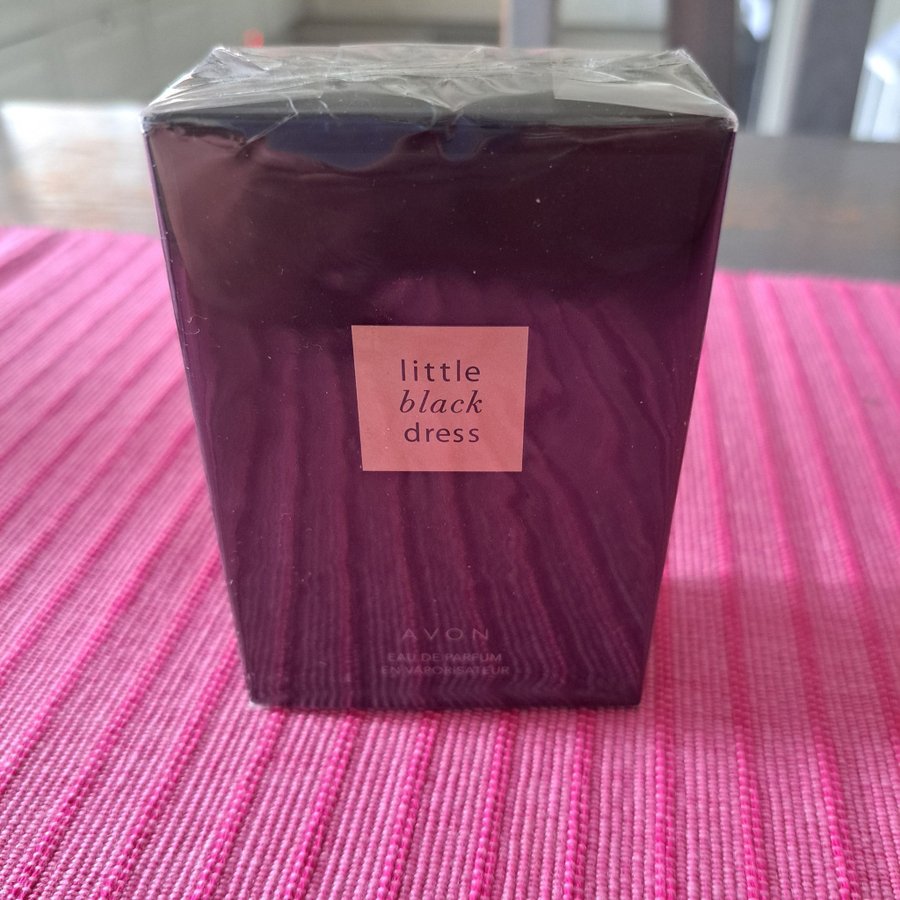 little
black
dress
AVON
EAU DE PARFUM
EN VAPORISATEUR